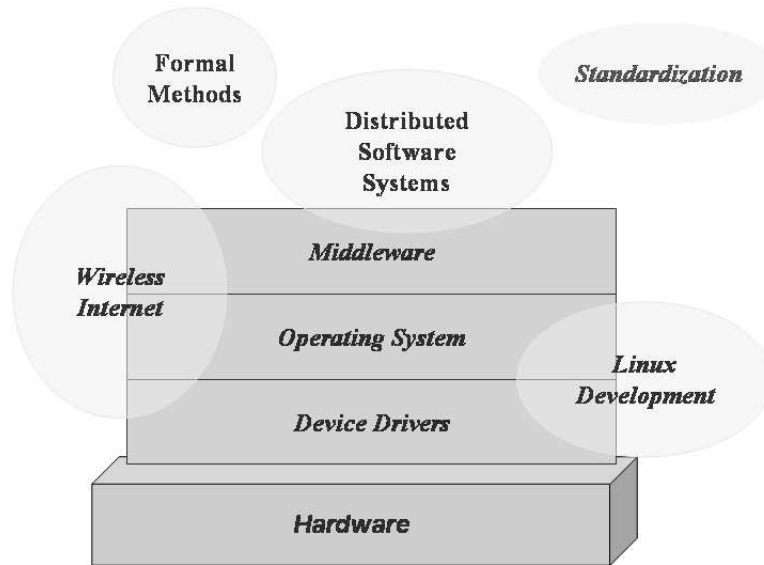 Formal
Methods
Standardization
Distributed
Software
Systems
Middleware
Wireless
Internet
Operating System
Linux
Development
Device Drivers
Hardware